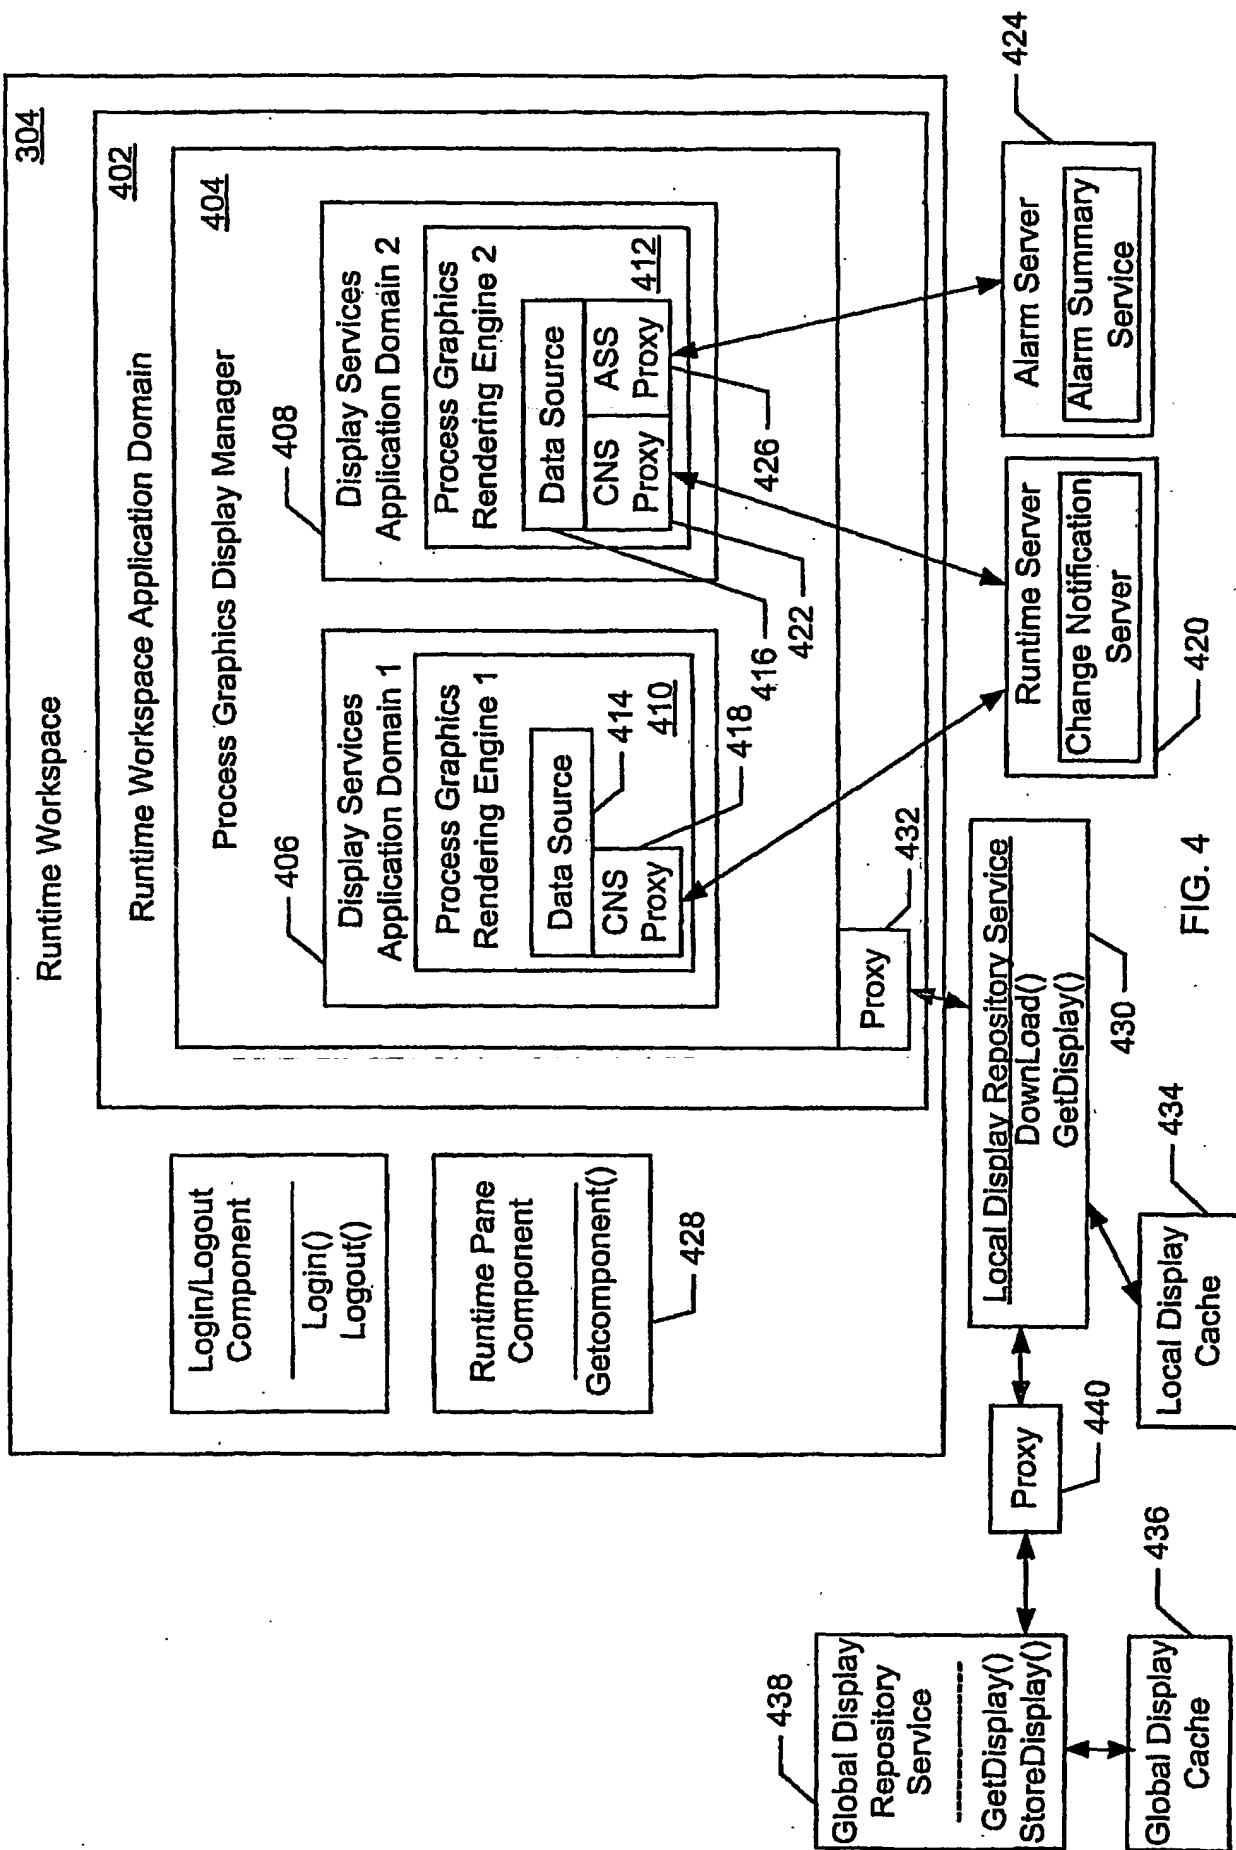 Runtime Workspace
304
Runtime Workspace Application Domain
402
Process Graphics Display Manager
404
Login/Logout
Component
Login()
Logout()
Runtime Pane
Component
Getcomponent()
428
406
Display Services
Application Domain 1
Process Graphics
Rendering Engine 1
Data Source
CNS
Proxy
414
410
418
408
Display Services
Application Domain 2
Process Graphics
Rendering Engine 2
Data Source
CNS
Proxy
ASS
Proxy
412
416
422
426
Proxy
432
438
Global Display
Repository
Service
GetDisplay()
StoreDisplay()
Global Display
Cache
436
Proxy
440
Local Display Repository Service
DownLoad()
GetDisplay()
430
Local Display
Cache
434
Runtime Server
Change Notification
Server
420
Alarm Server
Alarm Summary
Service
424
FIG. 4